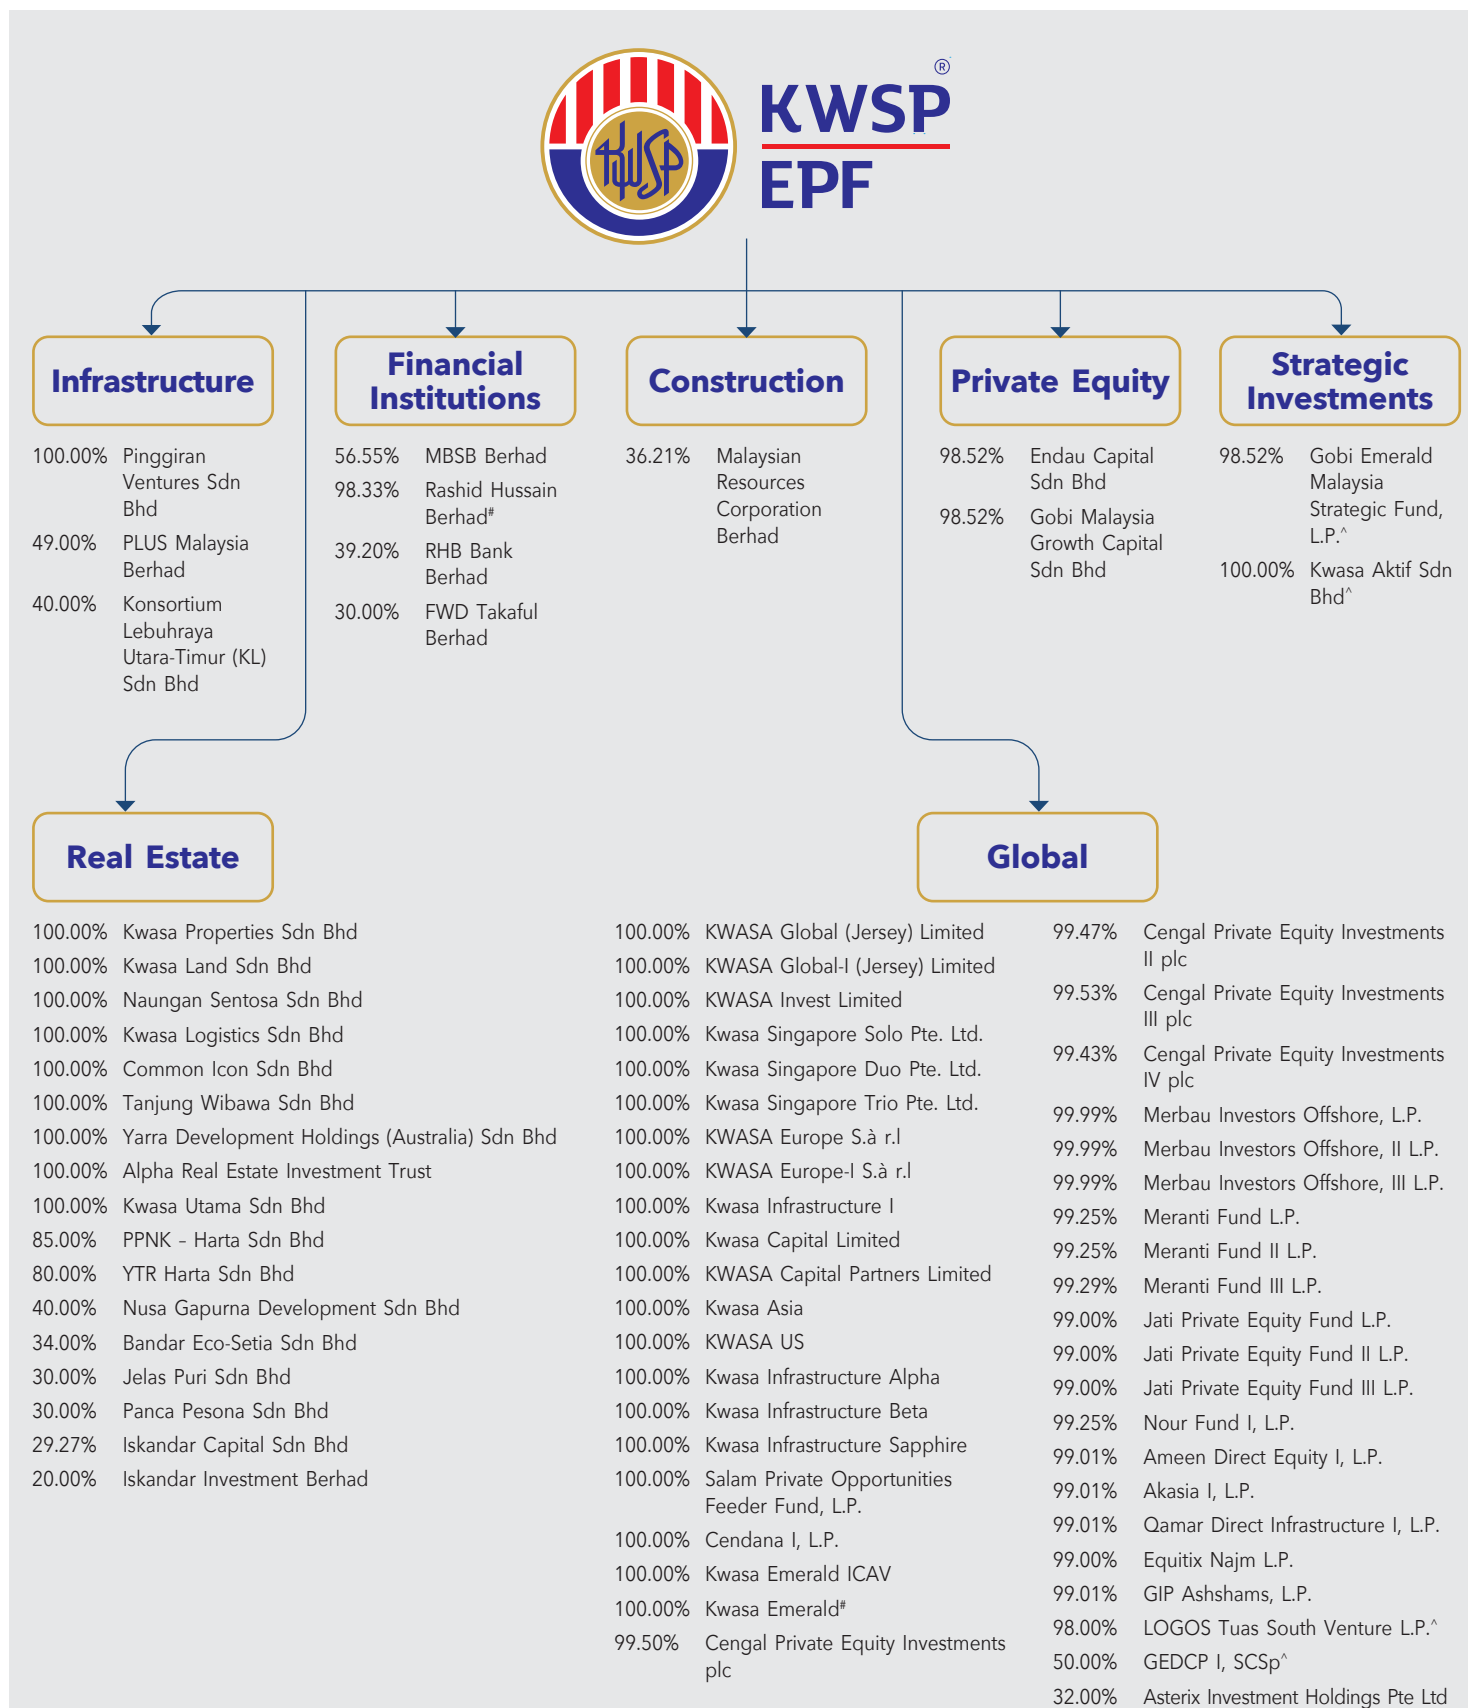 KWSP
KWSP ®
EPF
Infrastructure
100.00% Pinggiran
Ventures Sdn
Bhd
49.00% PLUS Malaysia
Berhad
40.00% Konsortium
Lebuhraya
Utara-Timur (KL)
Sdn Bhd
Financial
Institutions
56.55% MBSB Berhad
98.33% Rashid Hussain
Berhad#
39.20% RHB Bank
Berhad
30.00% FWD Takaful
Berhad
Construction
36.21% Malaysian
Resources
Corporation
Berhad
Private Equity
98.52% Endau Capital
Sdn Bhd
98.52% Gobi Malaysia
Growth Capital
Sdn Bhd
Strategic
Investments
98.52% Gobi Emerald
Malaysia
Strategic Fund,
L.P.^
100.00% Kwasa Aktif Sdn
Bhd^
Real Estate
100.00% Kwasa Properties Sdn Bhd
100.00% Kwasa Land Sdn Bhd
100.00% Naungan Sentosa Sdn Bhd
100.00% Kwasa Logistics Sdn Bhd
100.00% Common Icon Sdn Bhd
100.00% Tanjung Wibawa Sdn Bhd
100.00% Yarra Development Holdings (Australia) Sdn Bhd
100.00% Alpha Real Estate Investment Trust
100.00% Kwasa Utama Sdn Bhd
85.00% PPNK – Harta Sdn Bhd
80.00% YTR Harta Sdn Bhd
40.00% Nusa Gapurna Development Sdn Bhd
34.00% Bandar Eco-Setia Sdn Bhd
30.00% Jelas Puri Sdn Bhd
30.00% Panca Pesona Sdn Bhd
29.27% Iskandar Capital Sdn Bhd
20.00% Iskandar Investment Berhad
Global
100.00% KWASA Global (Jersey) Limited
100.00% KWASA Global-I (Jersey) Limited
100.00% KWASA Invest Limited
100.00% Kwasa Singapore Solo Pte. Ltd.
100.00% Kwasa Singapore Duo Pte. Ltd.
100.00% Kwasa Singapore Trio Pte. Ltd.
100.00% KWASA Europe S.à r.l
100.00% KWASA Europe-I S.à r.l
100.00% Kwasa Infrastructure I
100.00% Kwasa Capital Limited
100.00% KWASA Capital Partners Limited
100.00% Kwasa Asia
100.00% KWASA US
100.00% Kwasa Infrastructure Alpha
100.00% Kwasa Infrastructure Beta
100.00% Kwasa Infrastructure Sapphire
100.00% Salam Private Opportunities
Feeder Fund, L.P.
100.00% Cendana I, L.P.
100.00% Kwasa Emerald ICAV
100.00% Kwasa Emerald#
99.50% Cengal Private Equity Investments
plc
99.47% Cengal Private Equity Investments
II plc
99.53% Cengal Private Equity Investments
III plc
99.43% Cengal Private Equity Investments
IV plc
99.99% Merbau Investors Offshore, L.P.
99.99% Merbau Investors Offshore, II L.P.
99.99% Merbau Investors Offshore, III L.P.
99.25% Meranti Fund L.P.
99.25% Meranti Fund II L.P.
99.29% Meranti Fund III L.P.
99.00% Jati Private Equity Fund L.P.
99.00% Jati Private Equity Fund II L.P.
99.00% Jati Private Equity Fund III L.P.
99.25% Nour Fund I, L.P.
99.01% Ameen Direct Equity I, L.P.
99.01% Akasia I, L.P.
99.01% Qamar Direct Infrastructure I, L.P.
99.00% Equitix Najm L.P.
99.01% GIP Ashshams, L.P.
98.00% LOGOS Tuas South Venture L.P.^
50.00% GEDCP I, SCSp^
32.00% Asterix Investment Holdings Pte Ltd